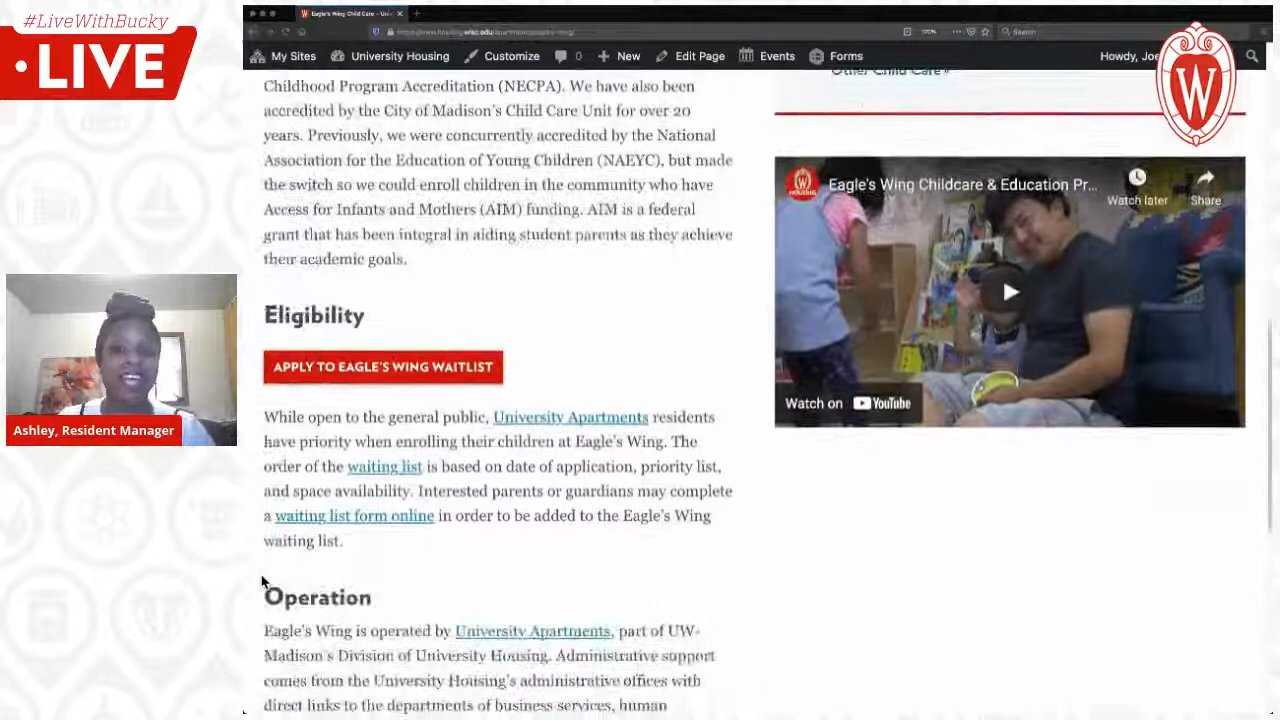 #LiveWithBucky
LIVE
Eagle's Wing Child Care – Uni
https://www.housing.wisc.edu/apartments/eagles-wing/
120%
Search
My Sites
University Housing
Customize
0
New
Edit Page
Events
Forms
Howdy, Joe
Other Child Care
W
Childhood Program Accreditation (NECPA). We have also been
accredited by the City of Madison's Child Care Unit for over 20
years. Previously, we were concurrently accredited by the National
Association for the Education of Young Children (NAEYC), but made
the switch so we could enroll children in the community who have
Access for Infants and Mothers (AIM) funding. AIM is a federal
grant that has been integral in aiding student parents as they achieve
their academic goals.
Eligibility
APPLY TO EAGLE'S WING WAITLIST
While open to the general public, University Apartments residents
have priority when enrolling their children at Eagle's Wing. The
order of the waiting list is based on date of application, priority list,
and space availability. Interested parents or guardians may complete
a waiting list form online in order to be added to the Eagle's Wing
waiting list.
Operation
Eagle's Wing is operated by University Apartments, part of UW-
Madison's Division of University Housing. Administrative support
comes from the University Housing's administrative offices with
direct links to the departments of business services, human
HOUSING
Eagle's Wing Childcare & Education Pr...
Watch later
Share
Watch on YouTube
Ashley, Resident Manager